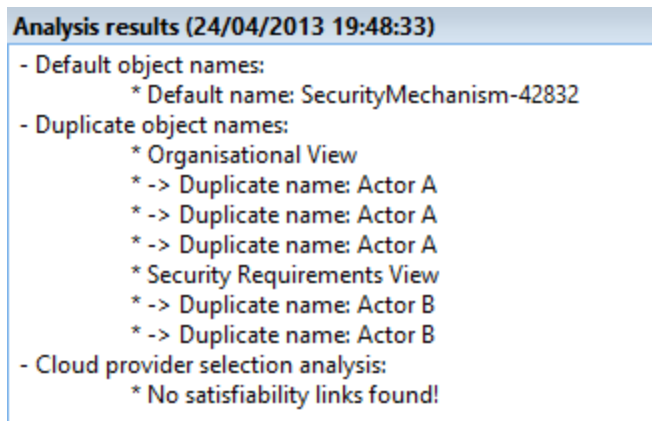 Analysis results (24/04/2013 19:48:33)
- Default object names:
* Default name: SecurityMechanism-42832
- Duplicate object names:
* Organisational View
* -> Duplicate name: Actor A
* -> Duplicate name: Actor A
* -> Duplicate name: Actor A
* Security Requirements View
* -> Duplicate name: Actor B
* -> Duplicate name: Actor B
- Cloud provider selection analysis:
* No satisfiability links found!